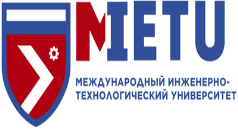 MIETU
МЕЖДУНАРОДНЫЙ ИНЖЕНЕРНО-
ТЕХНОЛОГИЧЕСКИЙ УНИВЕРСИТЕТ